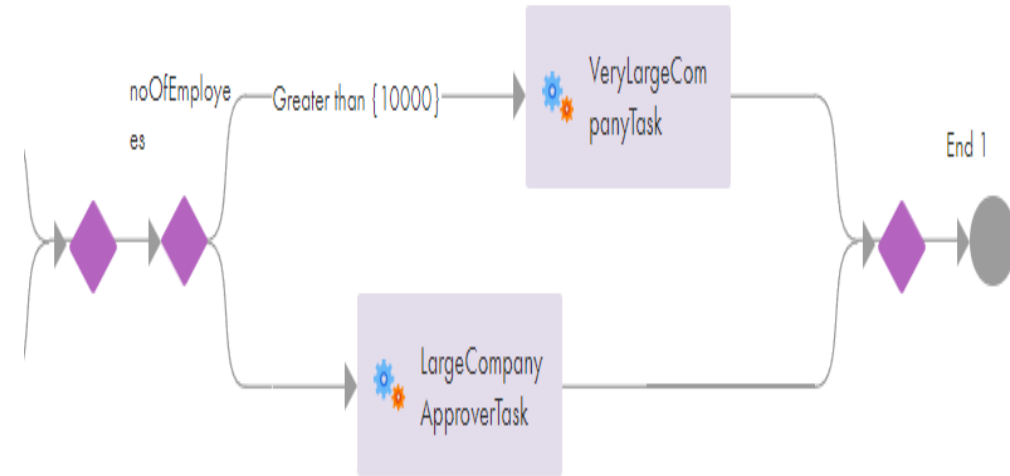 noOfEmploye
es
Greater than {10000}
VeryLargeCom
panyTask
End 1
LargeCompany
ApproverTask